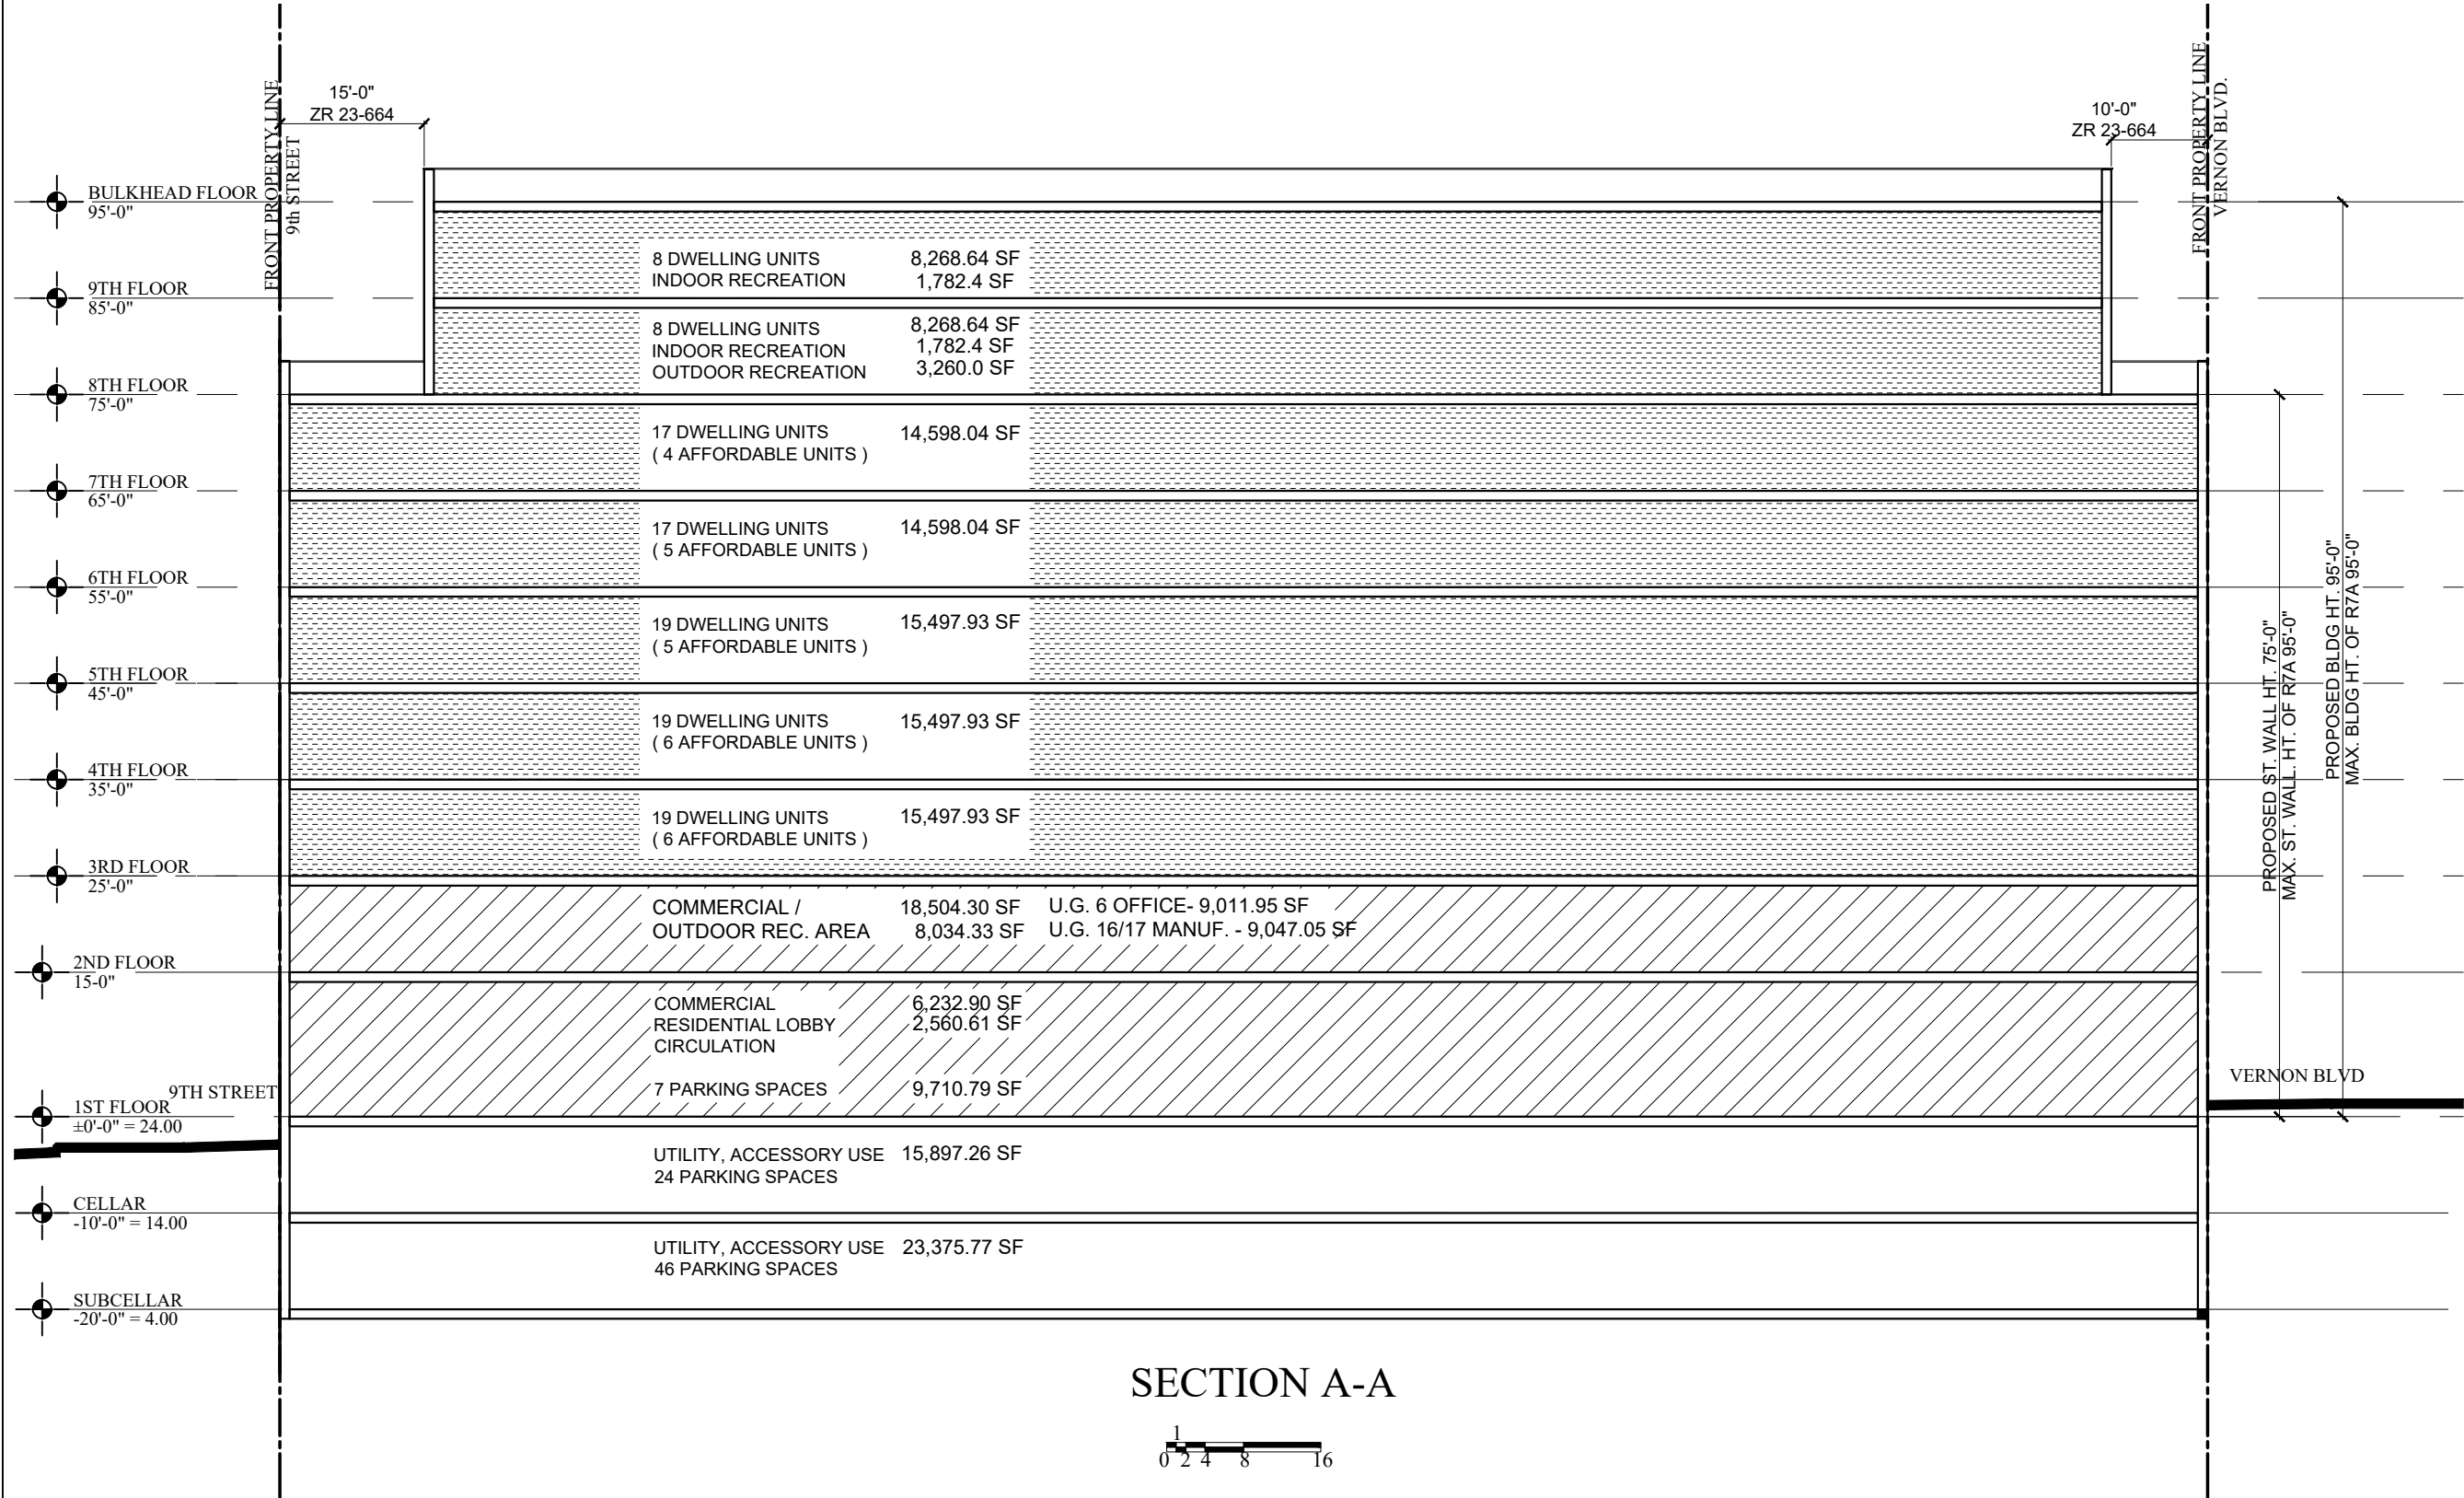 FRONT PROPERTY LINE
9th STREET
15'-0"
ZR 23-664
10'-0"
ZR 23-664
FRONT PROPERTY LINE
VERNON BLVD.
BULKHEAD FLOOR
95'-0"
8 DWELLING UNITS 8,268.64 SF
INDOOR RECREATION 1,782.4 SF
9TH FLOOR
85'-0"
8 DWELLING UNITS 8,268.64 SF
INDOOR RECREATION 1,782.4 SF
OUTDOOR RECREATION 3,260.0 SF
8TH FLOOR
75'-0"
17 DWELLING UNITS 14,598.04 SF
( 4 AFFORDABLE UNITS )
7TH FLOOR
65'-0"
17 DWELLING UNITS 14,598.04 SF
( 5 AFFORDABLE UNITS )
6TH FLOOR
55'-0"
19 DWELLING UNITS 15,497.93 SF
( 5 AFFORDABLE UNITS )
5TH FLOOR
45'-0"
19 DWELLING UNITS 15,497.93 SF
( 6 AFFORDABLE UNITS )
4TH FLOOR
35'-0"
19 DWELLING UNITS 15,497.93 SF
( 6 AFFORDABLE UNITS )
3RD FLOOR
25'-0"
COMMERCIAL / 18,504.30 SF U.G. 6 OFFICE- 9,011.95 SF
OUTDOOR REC. AREA 8,034.33 SF U.G. 16/17 MANUF. - 9,047.05 SF
2ND FLOOR
15-0"
COMMERCIAL 6,232.90 SF
RESIDENTIAL LOBBY 2,560.61 SF
CIRCULATION
7 PARKING SPACES 9,710.79 SF
9TH STREET
1ST FLOOR
±0'-0" = 24.00
UTILITY, ACCESSORY USE 15,897.26 SF
24 PARKING SPACES
CELLAR
-10'-0" = 14.00
UTILITY, ACCESSORY USE 23,375.77 SF
46 PARKING SPACES
SUBCELLAR
-20'-0" = 4.00
PROPOSED ST. WALL HT. 75'-0"
MAX. ST. WALL. HT. OF R7A 95'-0"
PROPOSED BLDG HT. 95'-0"
MAX. BLDG HT. OF R7A 95'-0"
VERNON BLVD
SECTION A-A
1
0 2 4 8 16